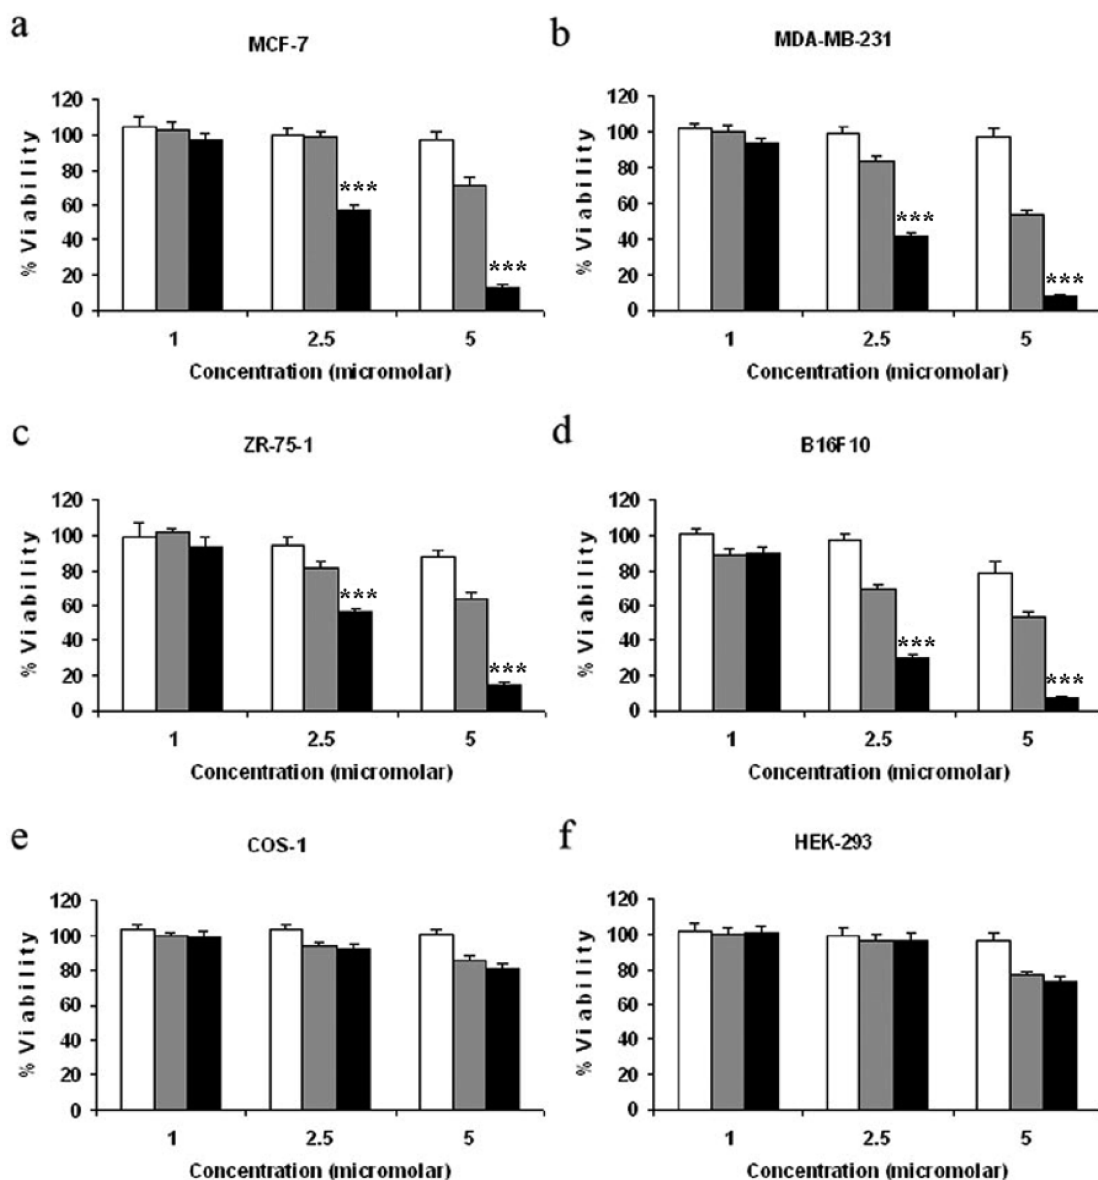 a
MCF-7
120
100
80
60
40
20
0
% Viability
***
***
1 2.5 5
Concentration (micromolar)
b
MDA-MB-231
120
100
80
60
40
20
0
% Viability
***
***
1 2.5 5
Concentration (micromolar)
c
ZR-75-1
120
100
80
60
40
20
0
% Viability
***
***
1 2.5 5
Concentration (micromolar)
d
B16F10
120
100
80
60
40
20
0
% Viability
***
***
1 2.5 5
Concentration (micromolar)
e
COS-1
120
100
80
60
40
20
0
% Viability
1 2.5 5
Concentration (micromolar)
f
HEK-293
120
100
80
60
40
20
0
% Viability
1 2.5 5
Concentration (micromolar)